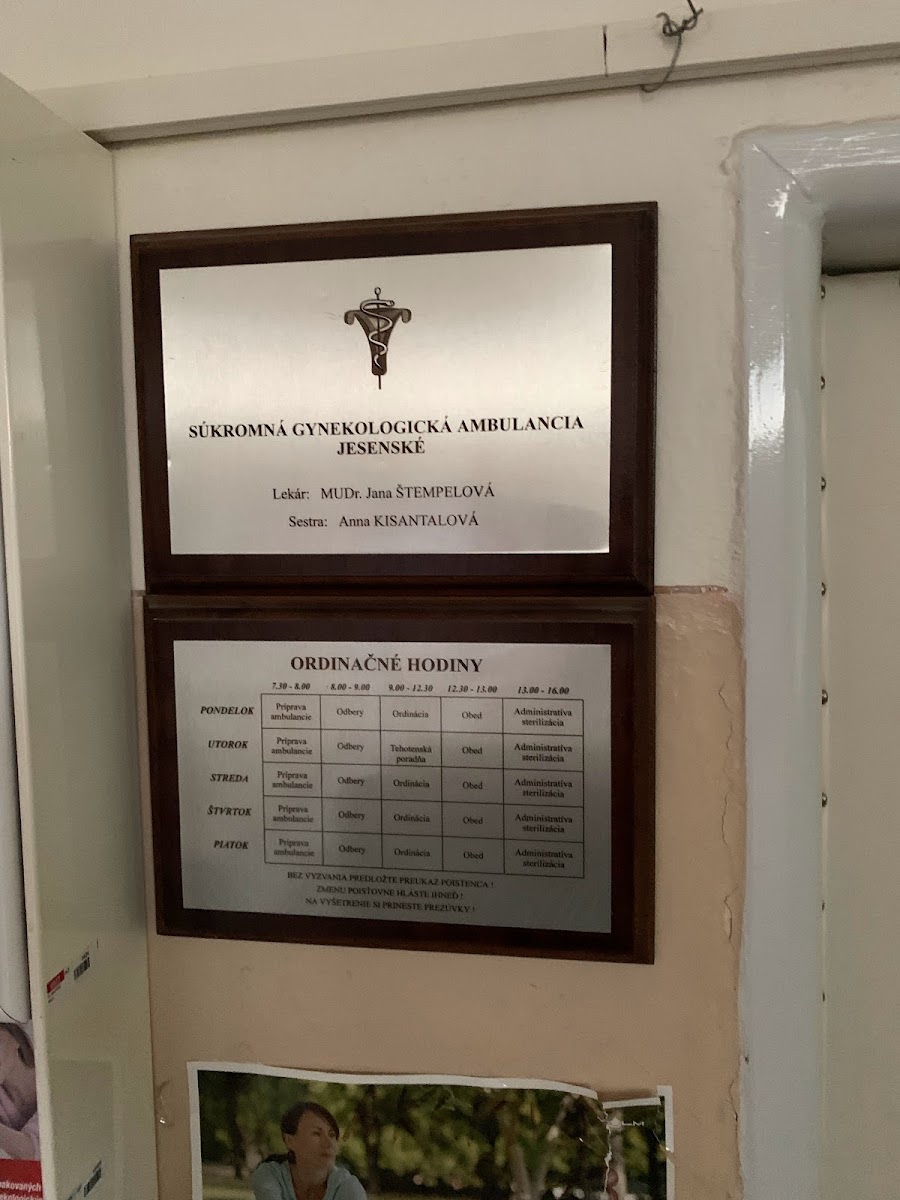 SÚKROMNÁ GYNEKOLOGICKÁ AMBULANCIA
JESENSKÉ
Lekár: MUDr. Jana ŠTEMPELOVÁ
Sestra: Anna KISANTALOVÁ
ORDINAČNÉ HODINY
7.30 - 8.00 8.00 - 9.00 9.00 - 12.30 12.30 - 13.00 13.00 - 16.00
PONDELOK Príprava ambulancie Odbery Ordinácia Obed Administratíva sterilizácia
UTOROK Príprava ambulancie Odbery Tehotenská poradňa Obed Administratíva sterilizácia
STREDA Príprava ambulancie Odbery Ordinácia Obed Administratíva sterilizácia
ŠTVRTOK Príprava ambulancie Odbery Ordinácia Obed Administratíva sterilizácia
PIATOK Príprava ambulancie Odbery Ordinácia Obed Administratíva sterilizácia
BEZ VYZVANIA PREDLOŽTE PREUKAZ POISTENCA !
ZMENU POISŤOVNE HLÁSTE IHNEĎ !
NA VYŠETRENIE SI PRINESTE PREZÚVKY !